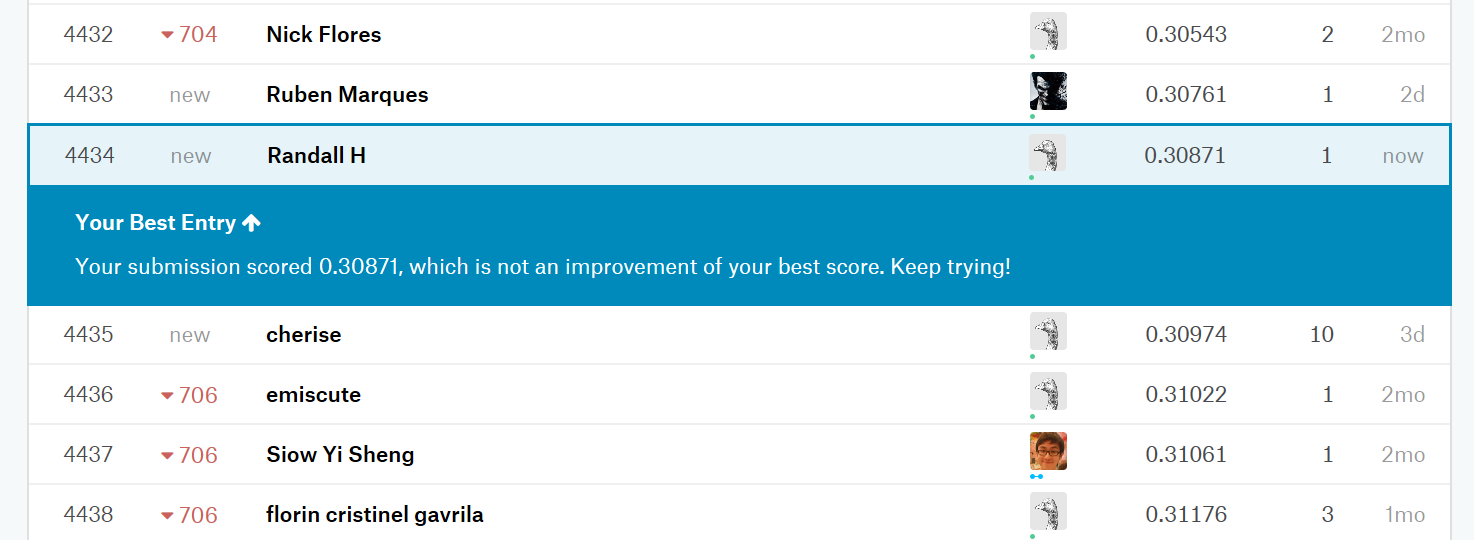 4432 704 Nick Flores 0.30543 2 2mo
4433 new Ruben Marques 0.30761 1 2d
4434 new Randall H 0.30871 1 now
Your Best Entry
Your submission scored 0.30871, which is not an improvement of your best score. Keep trying!
4435 new cherise 0.30974 10 3d
4436 706 emiscute 0.31022 1 2mo
4437 706 Siow Yi Sheng 0.31061 1 2mo
4438 706 florin cristinel gavrila 0.31176 3 1mo